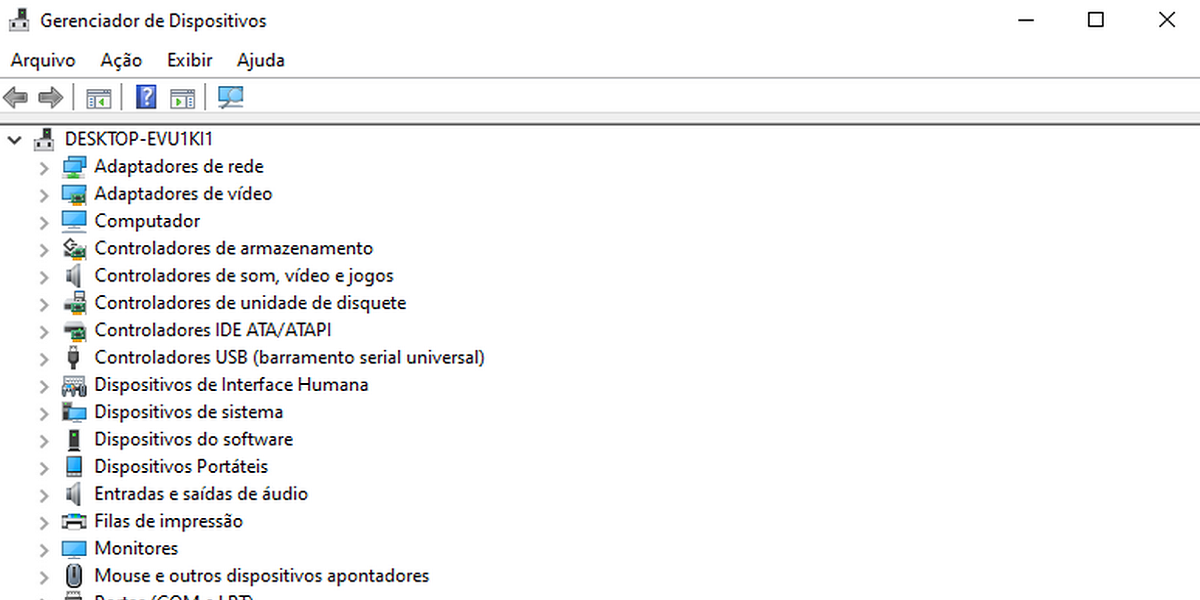 Gerenciador de Dispositivos
Arquivo Ação Exibir Ajuda
DESKTOP-EVU1KI1
Adaptadores de rede
Adaptadores de vídeo
Computador
Controladores de armazenamento
Controladores de som, vídeo e jogos
Controladores de unidade de disquete
Controladores IDE ATA/ATAPI
Controladores USB (barramento serial universal)
Dispositivos de Interface Humana
Dispositivos de sistema
Dispositivos do software
Dispositivos Portáteis
Entradas e saídas de áudio
Filas de impressão
Monitores
Mouse e outros dispositivos apontadores
Portas (COM e LPT)